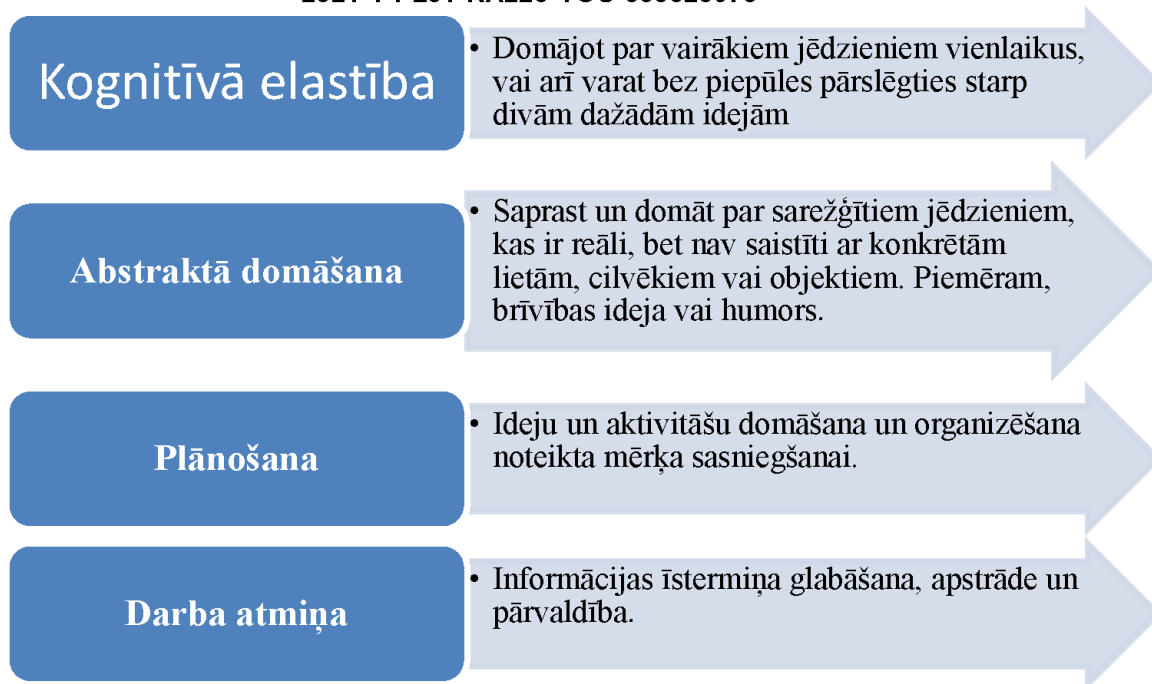 Kognitīvā elastība
• Domājot par vairākiem jēdzieniem vienlaikus,
vai arī varat bez piepūles pārslēgties starp
divām dažādām idejām
Abstraktā domāšana
• Saprast un domāt par sarežģītiem jēdzieniem,
kas ir reāli, bet nav saistīti ar konkrētām
lietām, cilvēkiem vai objektiem. Piemēram,
brīvības ideja vai humors.
Plānošana
• Ideju un aktivitāšu domāšana un organizēšana
noteikta mērķa sasniegšanai.
Darba atmiņa
• Informācijas īstermiņa glabāšana, apstrāde un
pārvaldība.